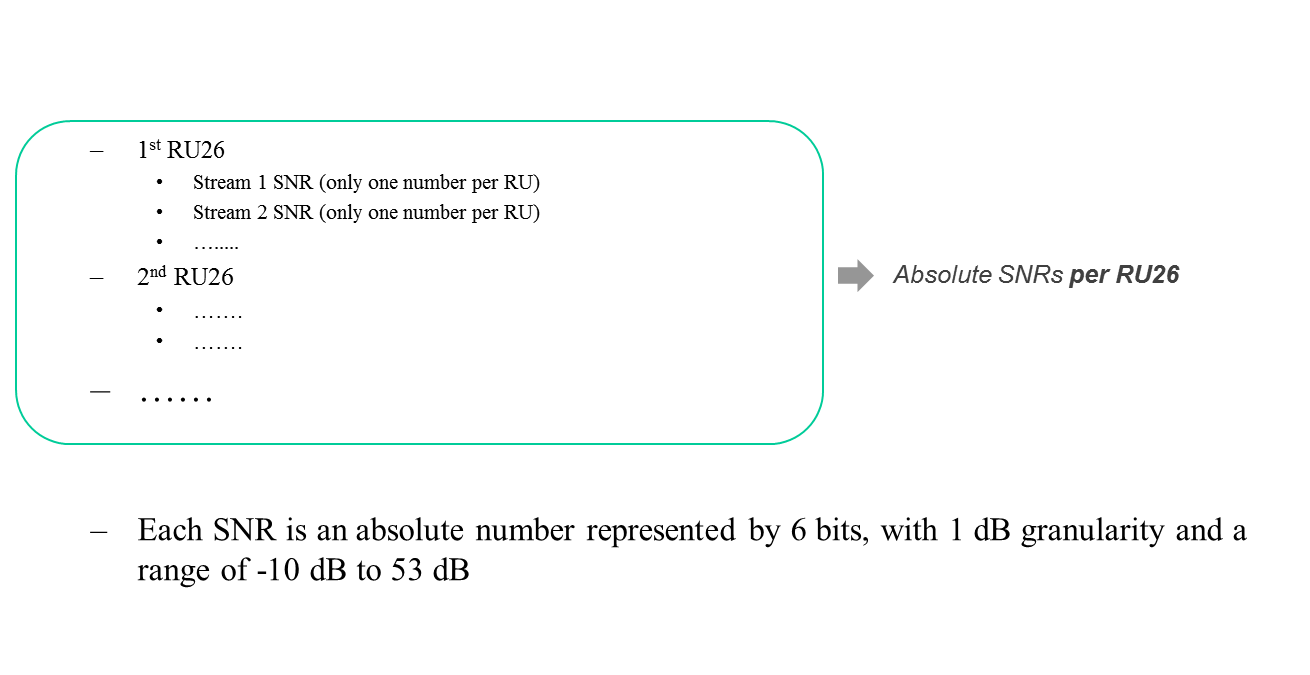 – 1st RU26
• Stream 1 SNR (only one number per RU)
• Stream 2 SNR (only one number per RU)
• ….....
– 2nd RU26
• …….
• …….
– ……
Absolute SNRs per RU26
– Each SNR is an absolute number represented by 6 bits, with 1 dB granularity and a
range of -10 dB to 53 dB